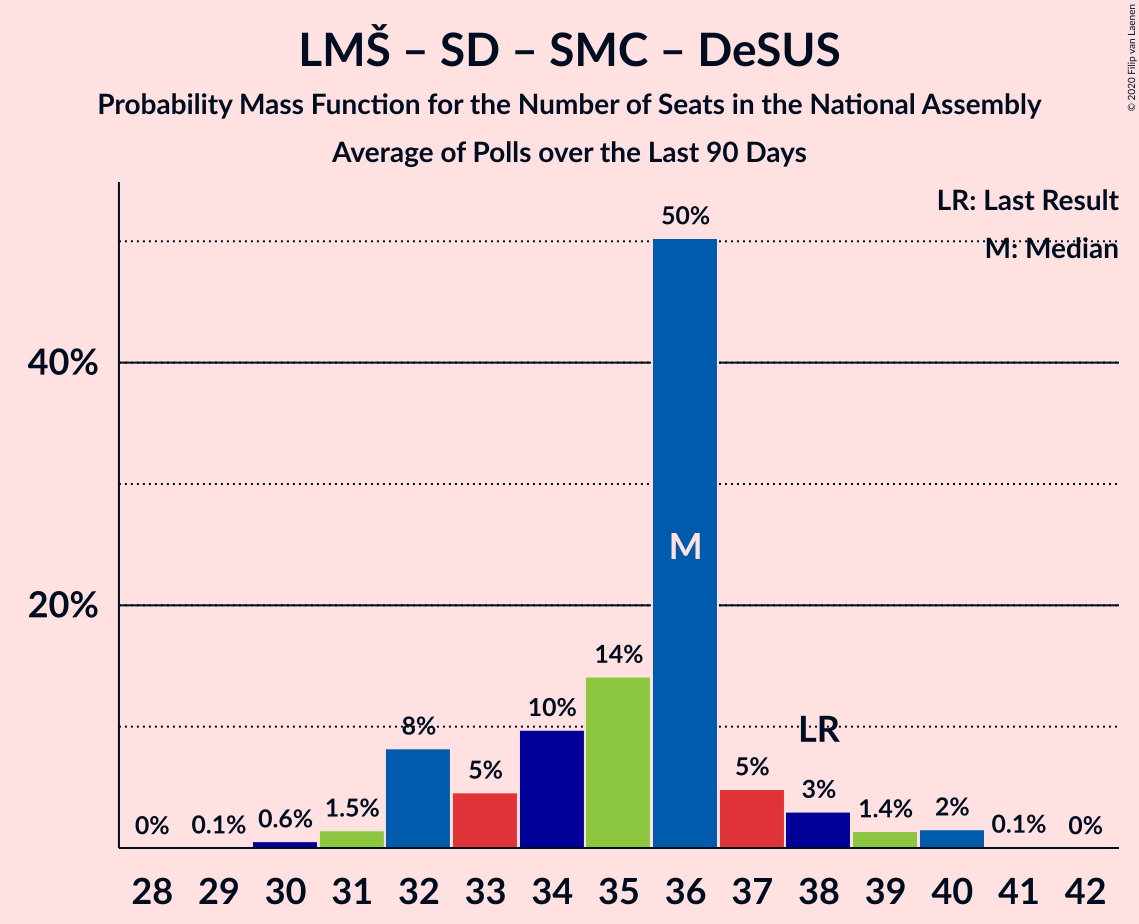 LMŠ – SD – SMC – DeSUS
Probability Mass Function for the Number of Seats in the National Assembly
Average of Polls over the Last 90 Days
© 2020 Filip van Laenen
LR: Last Result
M: Median
40%
20%
0%
0.1%
0.6%
1.5%
8%
5%
10%
14%
50%
M
5%
LR
3%
1.4%
2%
0.1%
0%
28 29 30 31 32 33 34 35 36 37 38 39 40 41 42